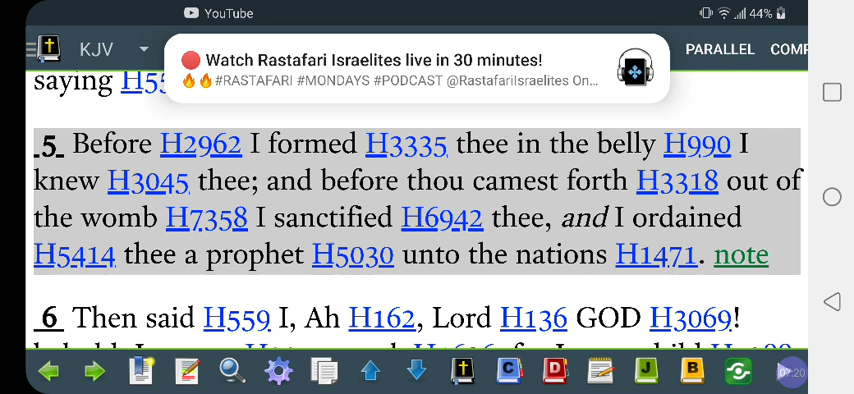 YouTube 44%
KJV PARALLEL COMP
🔴 Watch Rastafari Israelites live in 30 minutes!
🔥🔥#RASTAFARI #MONDAYS #PODCAST @RastafariIsraelites On...
saying H55
5 Before H2962 I formed H3335 thee in the belly H990 I
knew H3045 thee; and before thou camest forth H3318 out of
the womb H7358 I sanctified H6942 thee, and I ordained
H5414 thee a prophet H5030 unto the nations H1471. note
6 Then said H559 I, Ah H162, Lord H136 GOD H3069!
C D J B 07:20